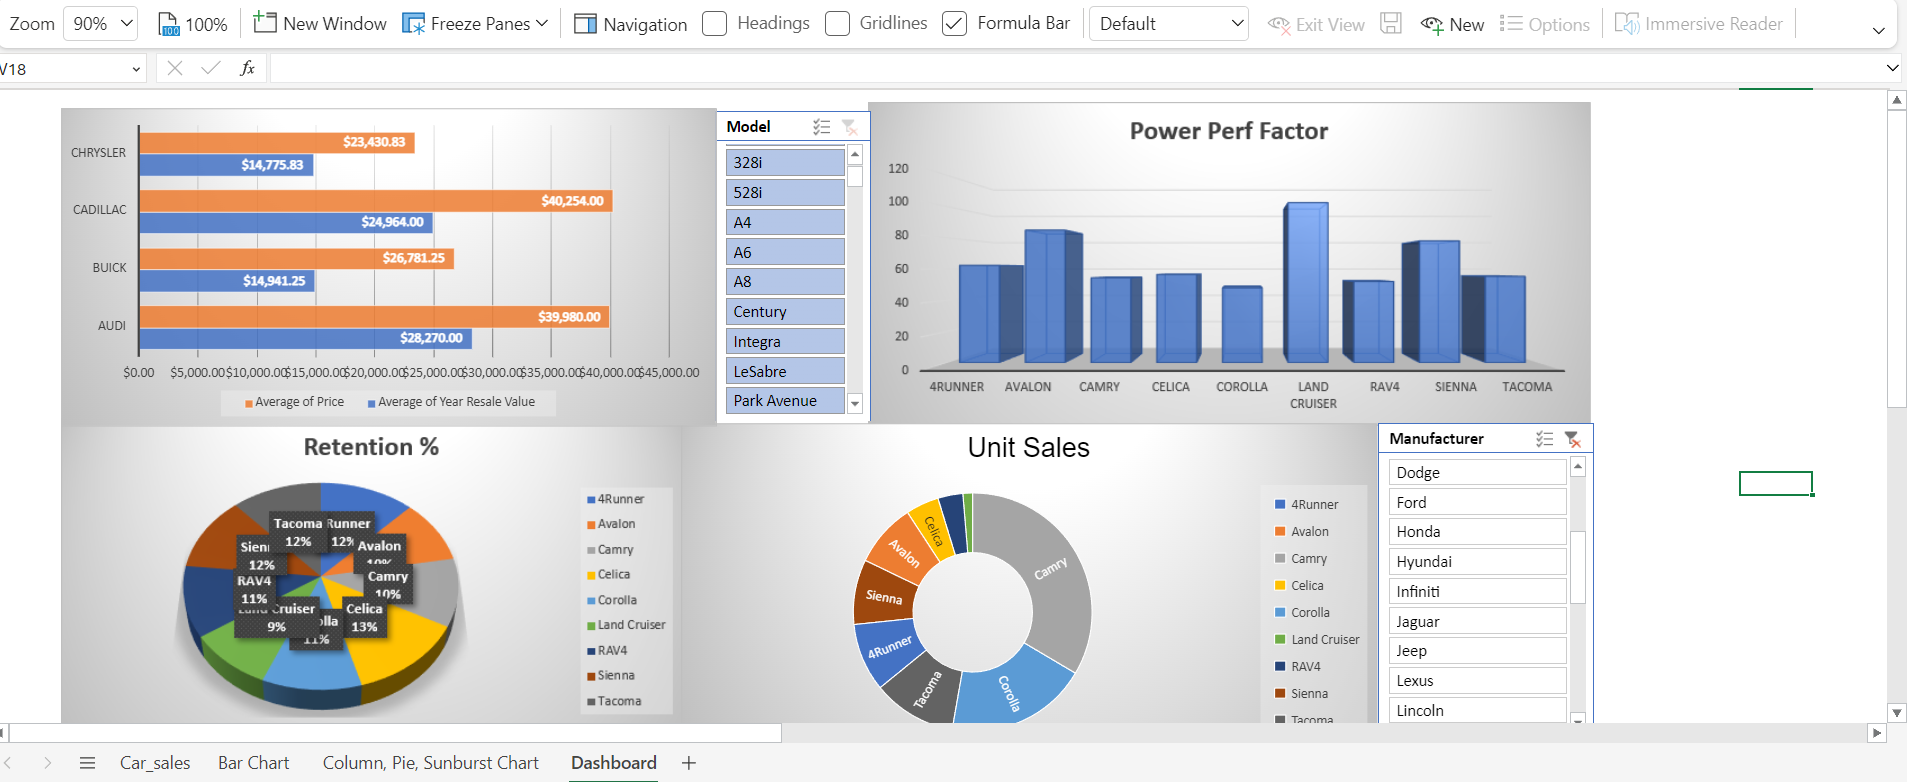 Zoom 90% 100% New Window Freeze Panes Navigation Headings Gridlines Formula Bar Default Exit View New Options Immersive Reader
V18 fx
CHRYSLER
$23,430.83
$14,775.83
CADILLAC
$40,254.00
$24,964.00
BUICK
$26,781.25
$14,941.25
AUDI
$39,980.00
$28,270.00
$0.00 $5,000.00 $10,000.00 $15,000.00 $20,000.00 $25,000.00 $30,000.00 $35,000.00 $40,000.00 $45,000.00
Average of Price Average of Year Resale Value
Model
328i
528i
A4
A6
A8
Century
Integra
LeSabre
Park Avenue
Power Perf Factor
120
100
80
60
40
20
0
4RUNNER AVALON CAMRY CELICA COROLLA LAND CRUISER RAV4 SIENNA TACOMA
Retention %
Tacoma
12%
Runner
12%
Avalon
10%
Camry
10%
Celica
13%
olla
11%
Land Cruiser
9%
RAV4
11%
Sien
12%
4Runner
Avalon
Camry
Celica
Corolla
Land Cruiser
RAV4
Sienna
Tacoma
Unit Sales
Camry
Corolla
Tacoma
4Runner
Sienna
Avalon
Celica
4Runner
Avalon
Camry
Celica
Corolla
Land Cruiser
RAV4
Sienna
Tacoma
Manufacturer
Dodge
Ford
Honda
Hyundai
Infiniti
Jaguar
Jeep
Lexus
Lincoln
Car_sales Bar Chart Column, Pie, Sunburst Chart Dashboard